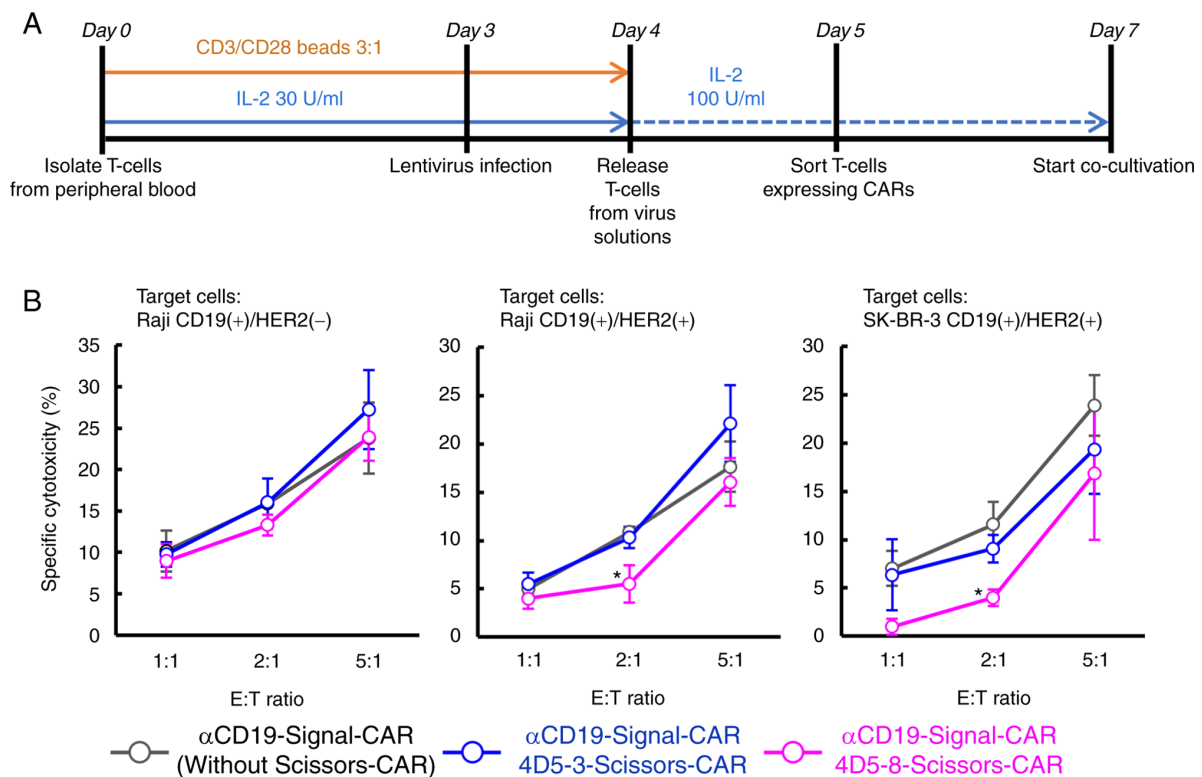 A
Day 0
Day 3
Day 4
Day 5
Day 7
CD3/CD28 beads 3:1
IL-2 30 U/ml
IL-2
100 U/ml
Isolate T-cells
from peripheral blood
Lentivirus infection
Release
T-cells
from virus
solutions
Sort T-cells
expressing CARs
Start co-cultivation
B
Target cells:
Raji CD19(+)/HER2(−)
Specific cytotoxicity (%)
35
30
25
20
15
10
5
0
1:1
2:1
5:1
E:T ratio
Target cells:
Raji CD19(+)/HER2(+)
30
25
20
15
10
5
0
*
1:1
2:1
5:1
E:T ratio
Target cells:
SK-BR-3 CD19(+)/HER2(+)
30
25
20
15
10
5
0
*
1:1
2:1
5:1
E:T ratio
αCD19-Signal-CAR
(Without Scissors-CAR)
αCD19-Signal-CAR
4D5-3-Scissors-CAR
αCD19-Signal-CAR
4D5-8-Scissors-CAR